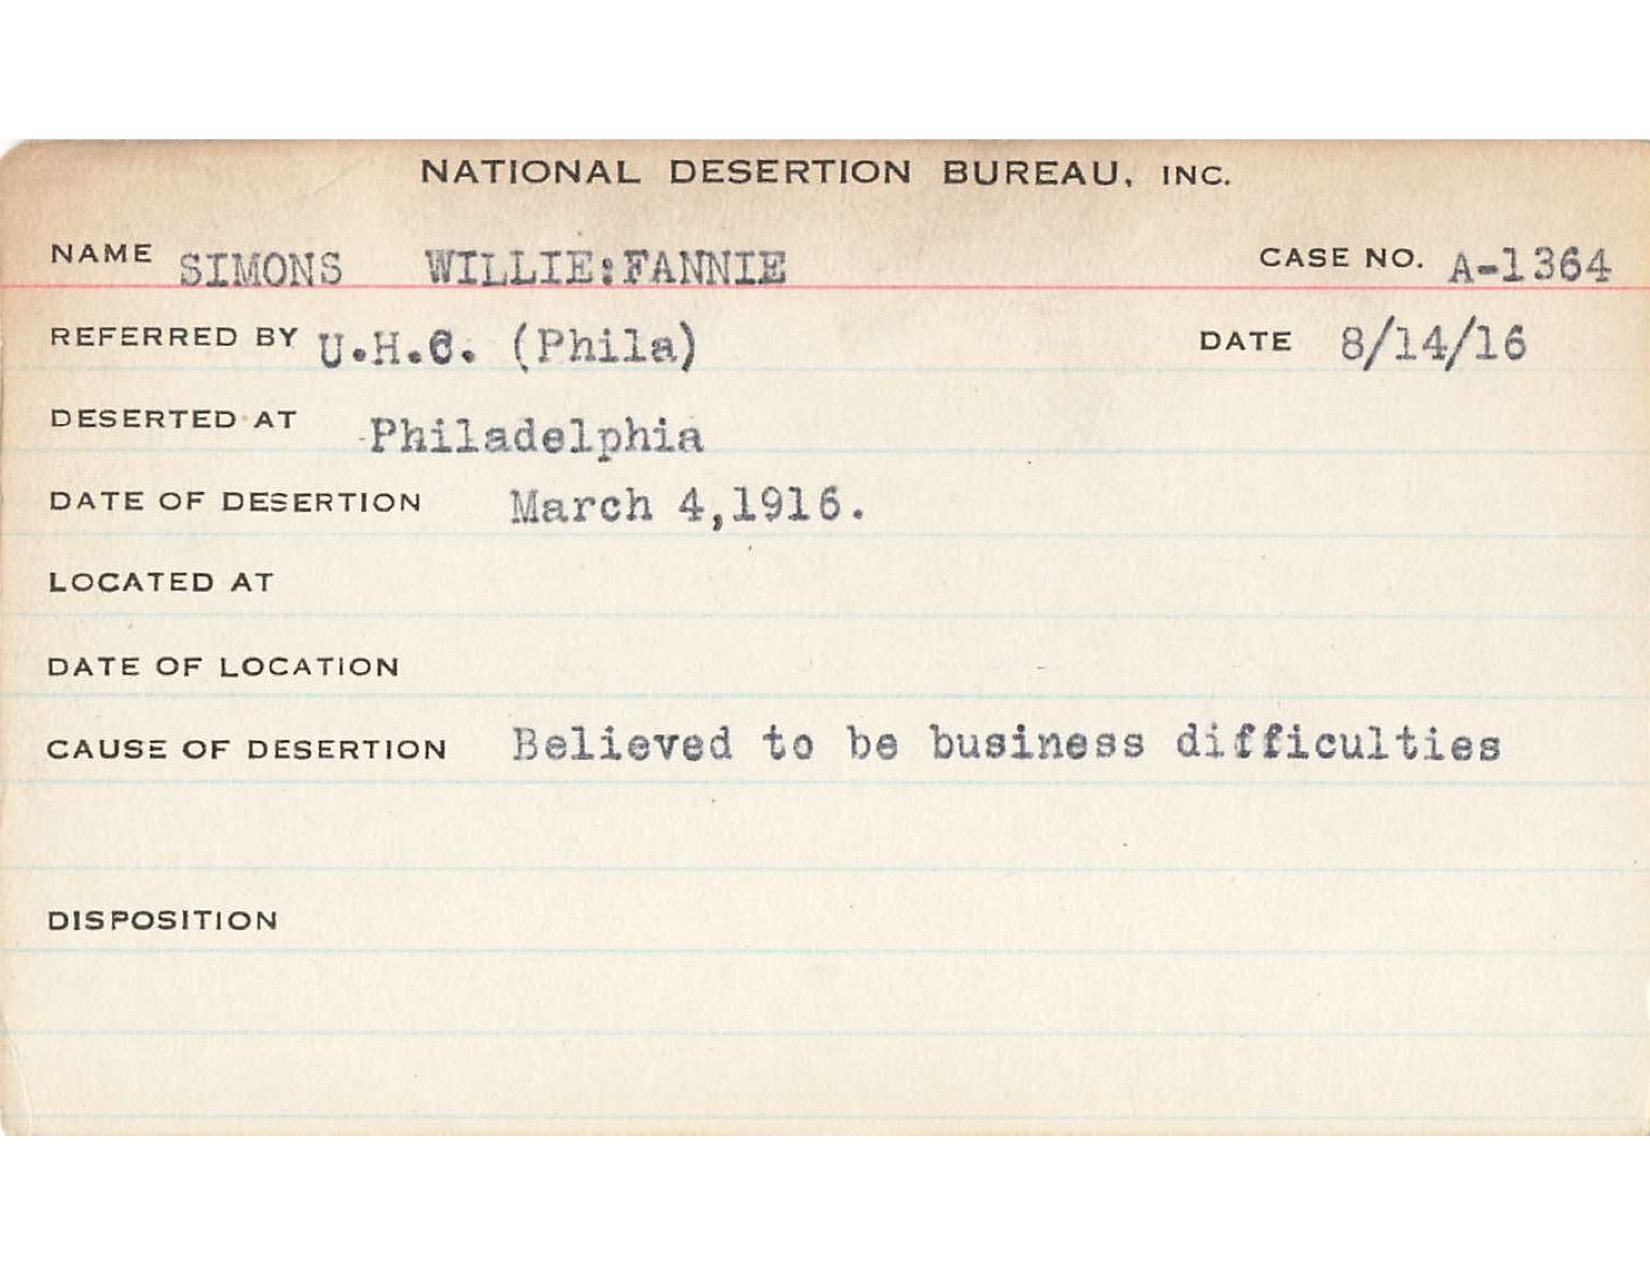 NATIONAL DESERTION BUREAU, INC.
NAME SIMONS WILLIE:FANNIE CASE NO. A-1364
REFERRED BY U.H.C. (Phila) DATE 8/14/16
DESERTED AT Philadelphia
DATE OF DESERTION March 4,1916.
LOCATED AT
DATE OF LOCATION
CAUSE OF DESERTION Believed to be business difficulties
DISPOSITION